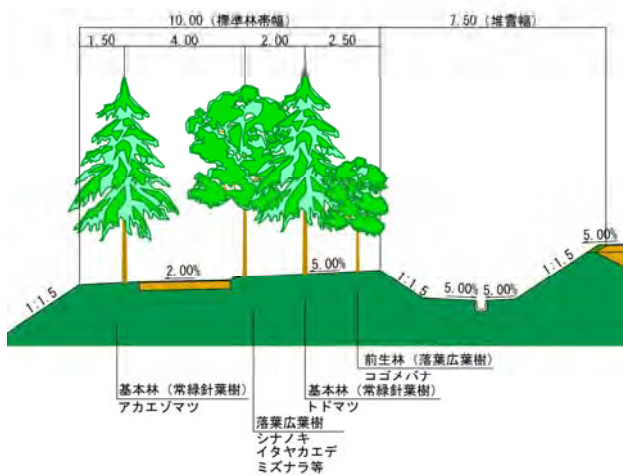 10.00（標準林帯幅）
7.50（堆雪幅）
1.50
4.00
2.00
2.50
5.00%
2.00%
5.00%
1:1.5
1:1.5
5.00%
5.00%
1:1.5
前生林（落葉広葉樹）
コゴメバナ
基本林（常緑針葉樹）
アカエゾマツ
基本林（常緑針葉樹）
トドマツ
落葉広葉樹
シナノキ
イタヤカエデ
ミズナラ等